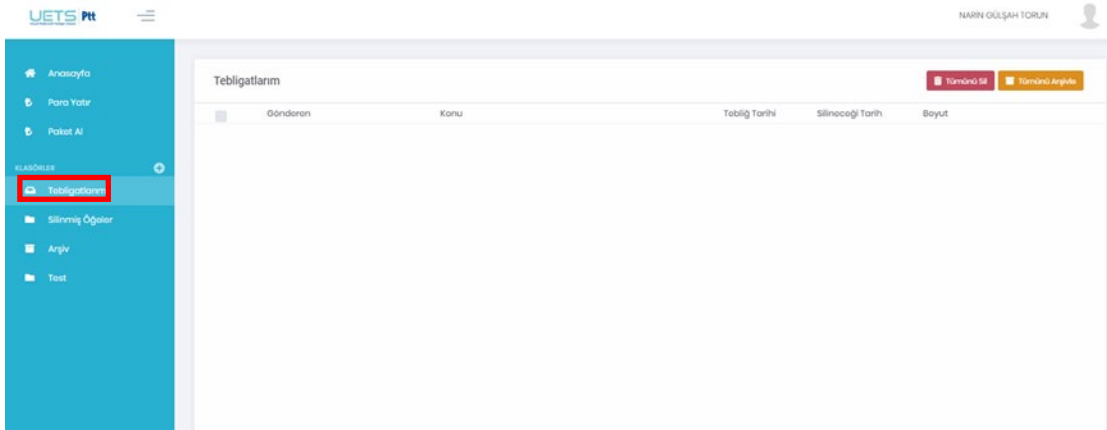 UETS Ptt
NARİN GÜLŞAH TORUN
Anasayfa
Para Yatır
Paket Al
KLASÖRLER
Tebligatlarım
Silinmiş Öğeler
Arşiv
Test
Tebligatlarım
Tümünü Sil Tümünü Arşivle
Gönderen Konu Tebliğ Tarihi Silineceği Tarih Boyut